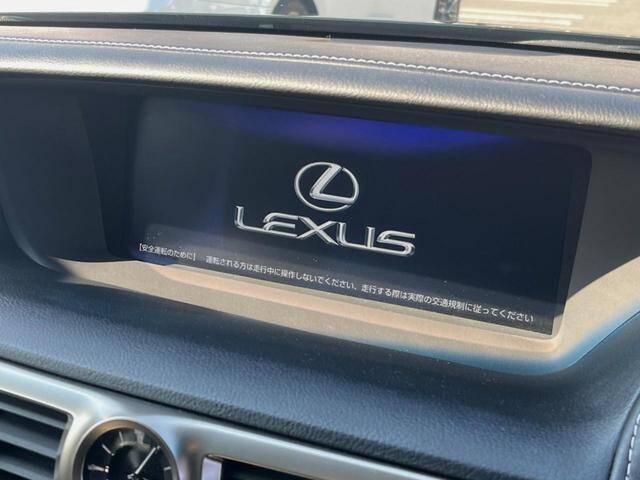 LEXUS
【安全運転のために】 運転される方は走行中に操作しないでください、走行する際は実際の交通規制に従ってください